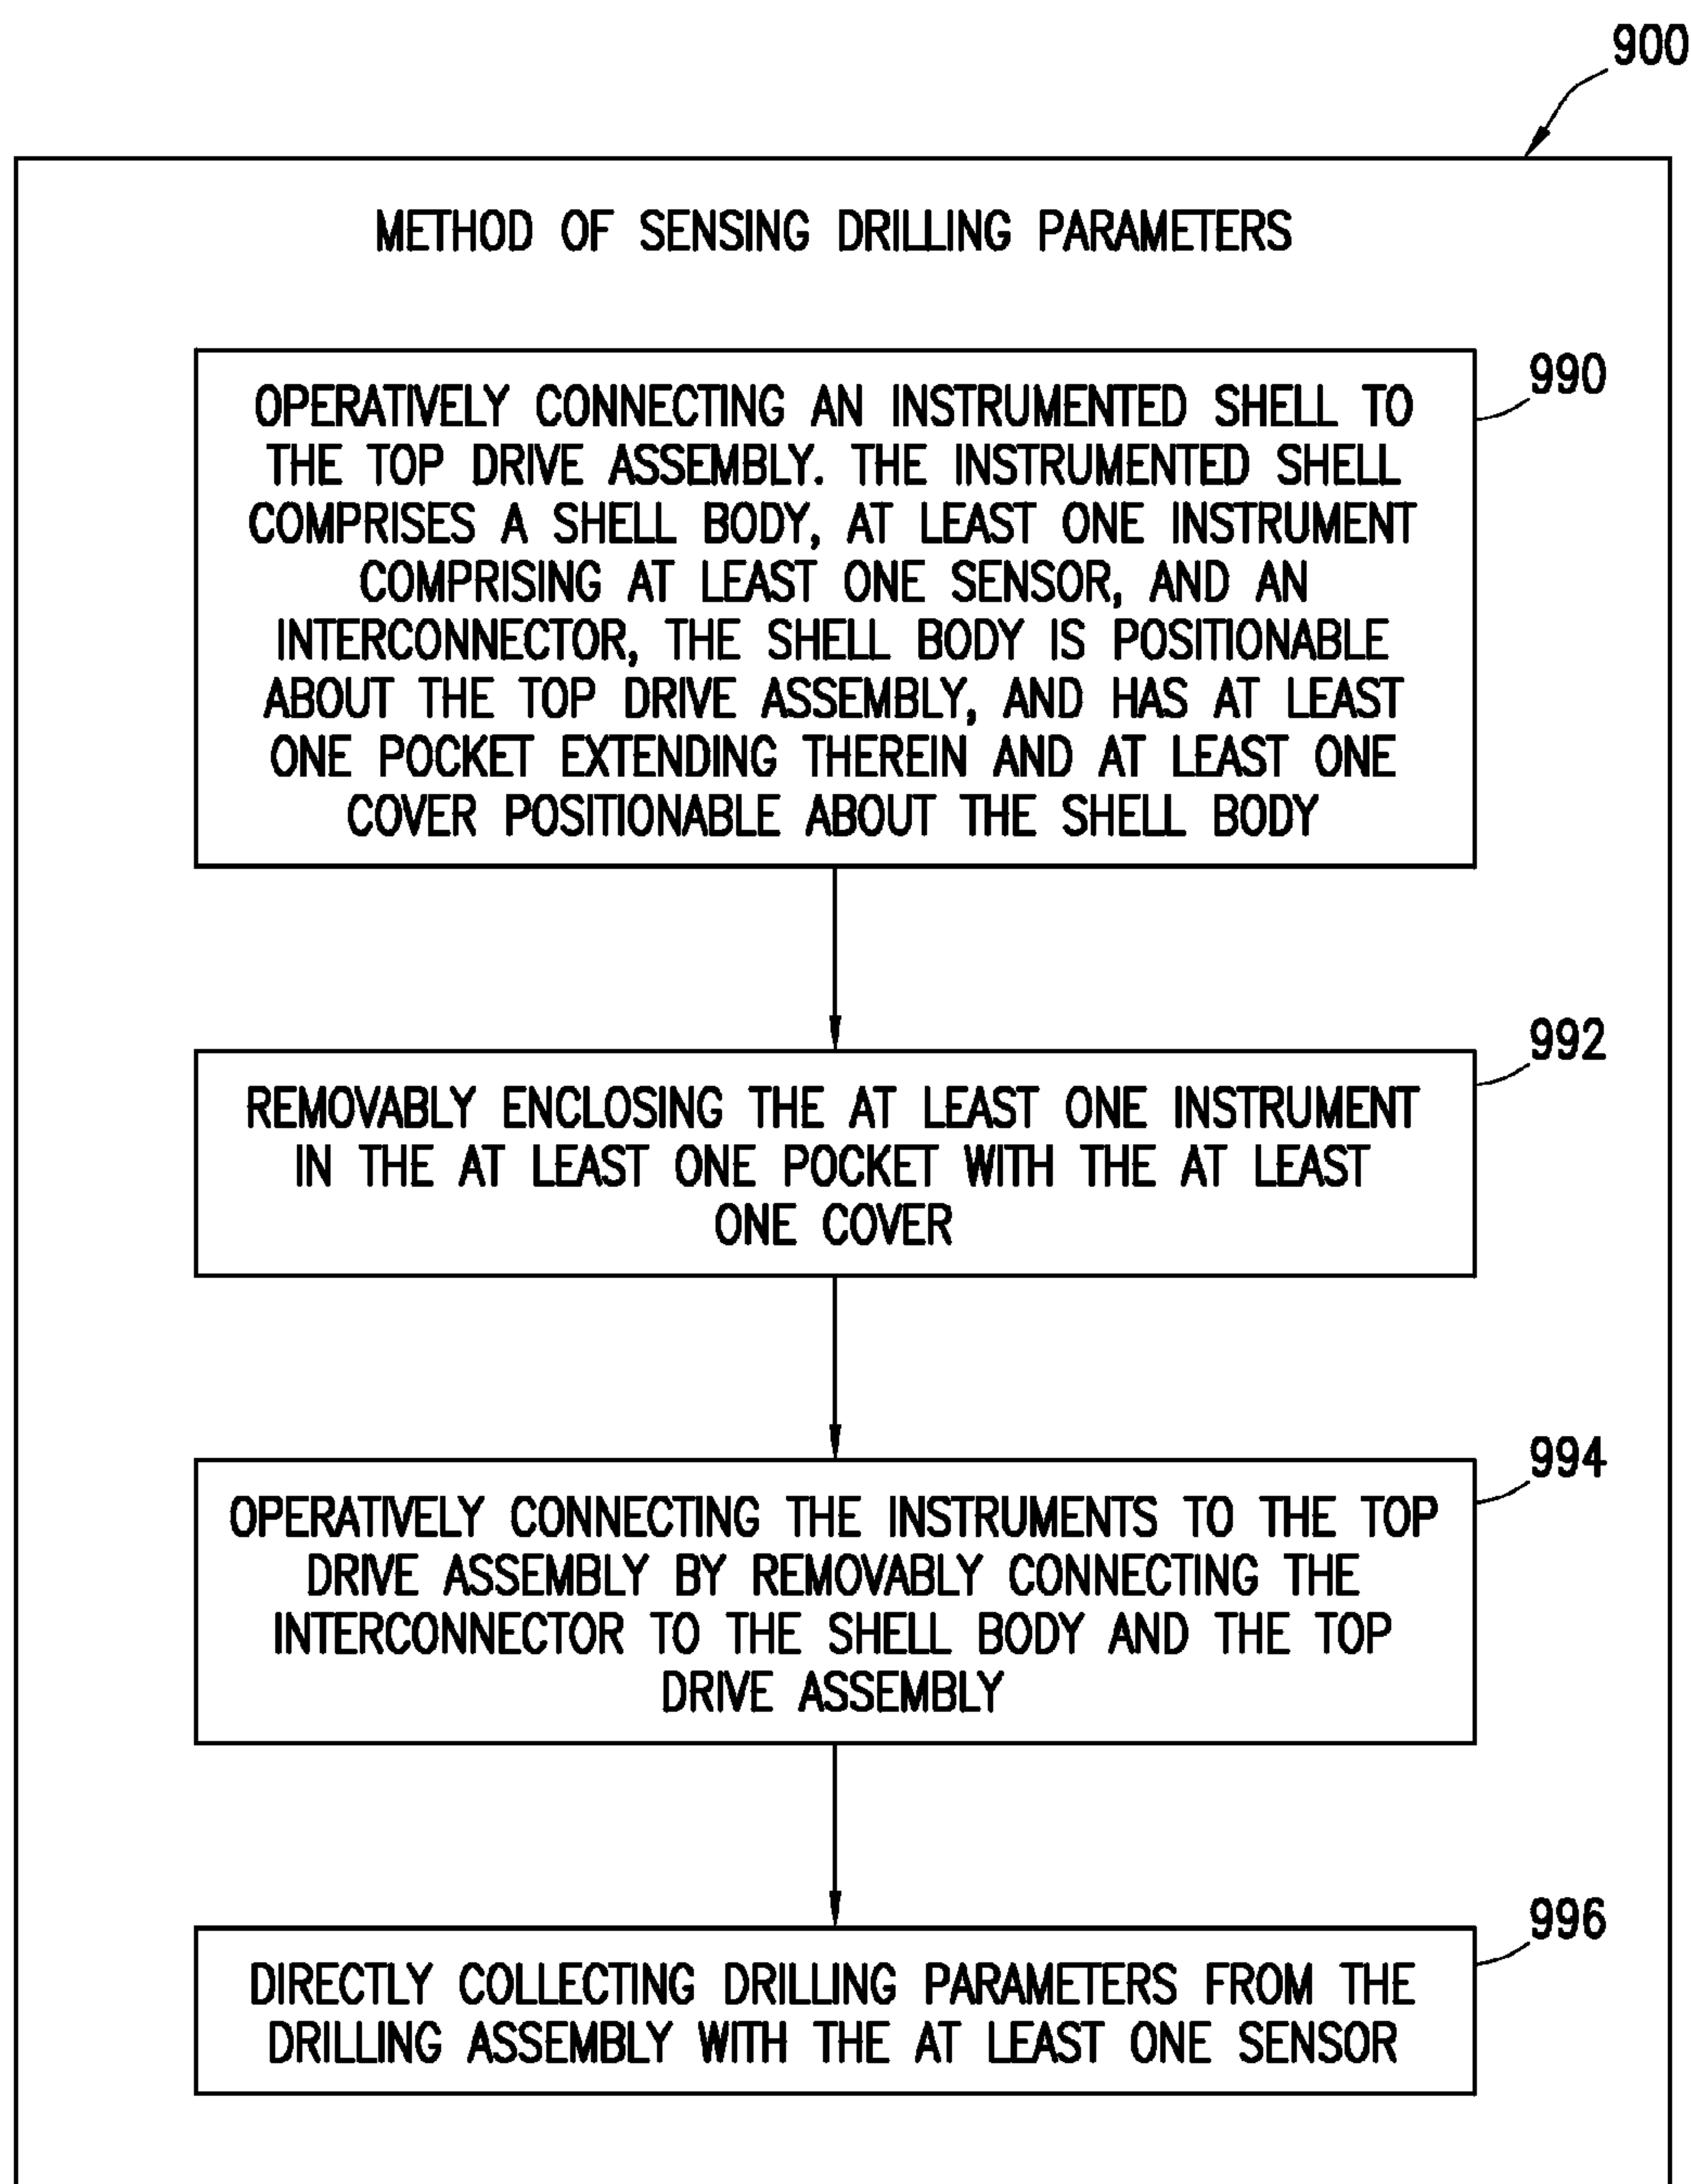 900
METHOD OF SENSING DRILLING PARAMETERS
990
OPERATIVELY CONNECTING AN INSTRUMENTED SHELL TO
THE TOP DRIVE ASSEMBLY. THE INSTRUMENTED SHELL
COMPRISES A SHELL BODY, AT LEAST ONE INSTRUMENT
COMPRISING AT LEAST ONE SENSOR, AND AN
INTERCONNECTOR, THE SHELL BODY IS POSITIONABLE
ABOUT THE TOP DRIVE ASSEMBLY, AND HAS AT LEAST
ONE POCKET EXTENDING THEREIN AND AT LEAST ONE
COVER POSITIONABLE ABOUT THE SHELL BODY
992
REMOVABLY ENCLOSING THE AT LEAST ONE INSTRUMENT
IN THE AT LEAST ONE POCKET WITH THE AT LEAST
ONE COVER
994
OPERATIVELY CONNECTING THE INSTRUMENTS TO THE TOP
DRIVE ASSEMBLY BY REMOVABLY CONNECTING THE
INTERCONNECTOR TO THE SHELL BODY AND THE TOP
DRIVE ASSEMBLY
996
DIRECTLY COLLECTING DRILLING PARAMETERS FROM THE
DRILLING ASSEMBLY WITH THE AT LEAST ONE SENSOR